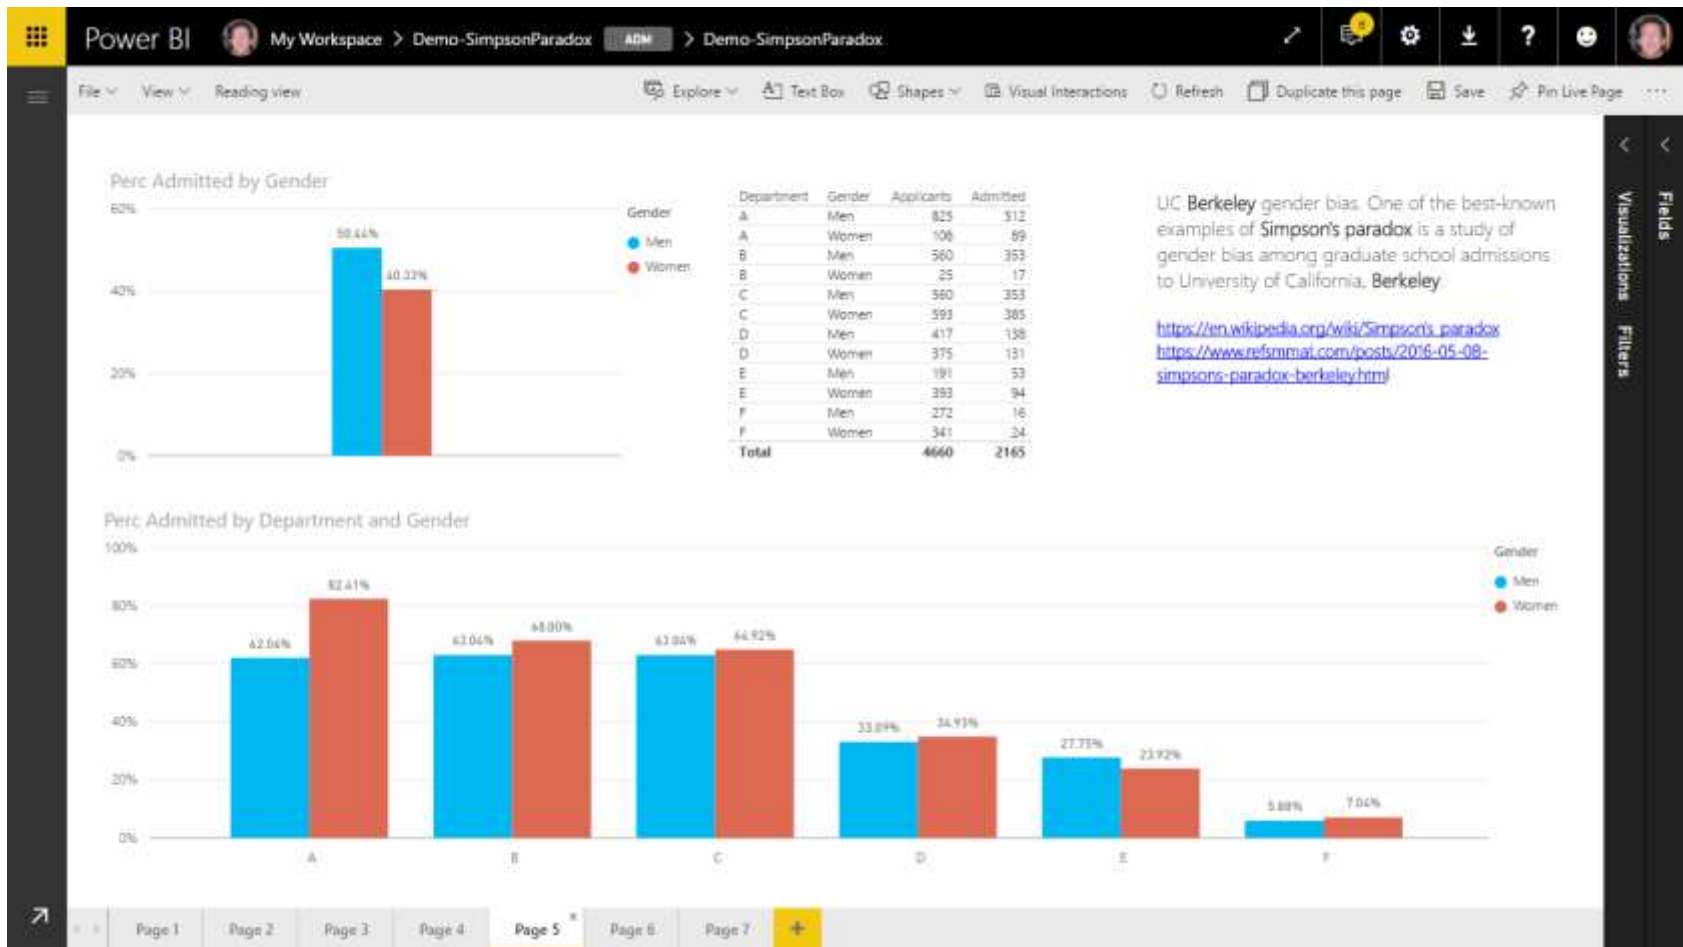 Power BI My Workspace > Demo-SimpsonParadox ADM > Demo-SimpsonParadox ?
File View Reading view Explore Text Box Shapes Visual Interactions Refresh Duplicate this page Save Pin Live Page ...
Perc Admitted by Gender
60%
40%
20%
0%
50.44%
40.33%
Gender
Men
Women
Department Gender Applicants Admitted
A Men 825 512
A Women 108 89
B Men 560 353
B Women 25 17
C Men 560 353
C Women 593 385
D Men 417 138
D Women 375 131
E Men 191 53
E Women 393 94
F Men 272 16
F Women 341 24
Total 4660 2165
UC Berkeley gender bias. One of the best-known
examples of Simpson's paradox is a study of
gender bias among graduate school admissions
to University of California, Berkeley
https://en.wikipedia.org/wiki/Simpson's_paradox
https://www.refsmmat.com/posts/2016-05-08-
simpsons-paradox-berkeley.html
Visualizations
Filters
Fields
Perc Admitted by Department and Gender
100%
80%
60%
40%
20%
0%
62.06%
82.41%
63.04%
68.00%
63.04%
64.92%
33.09%
34.93%
27.75%
23.92%
5.88%
7.04%
A B C D E F
Gender
Men
Women
Page 1 Page 2 Page 3 Page 4 Page 5 x Page 6 Page 7 +